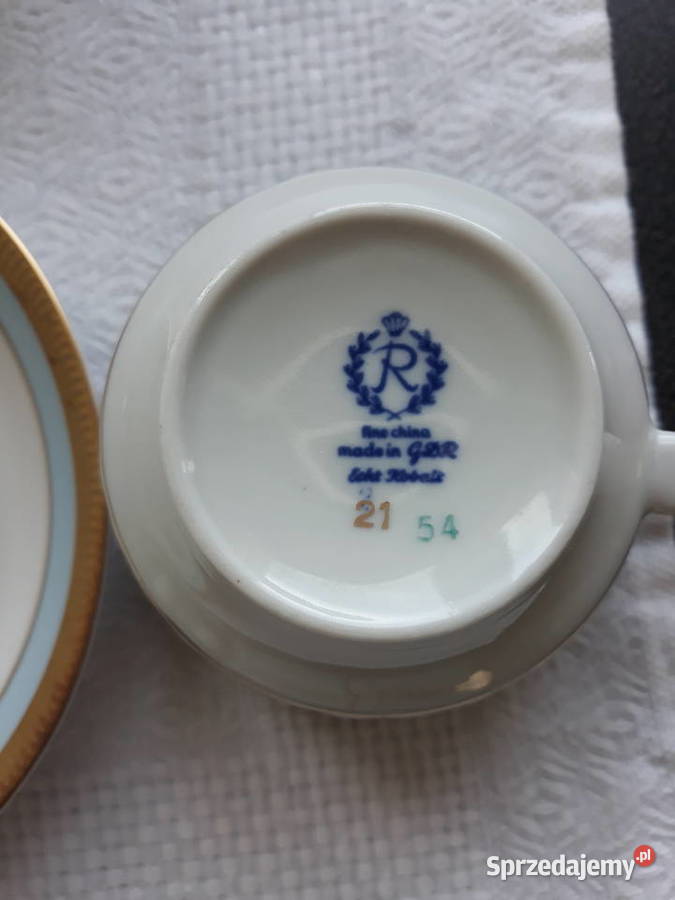 R
fine china
made in GDR
Echt Kobalt
21 54
Sprzedajemy.pl